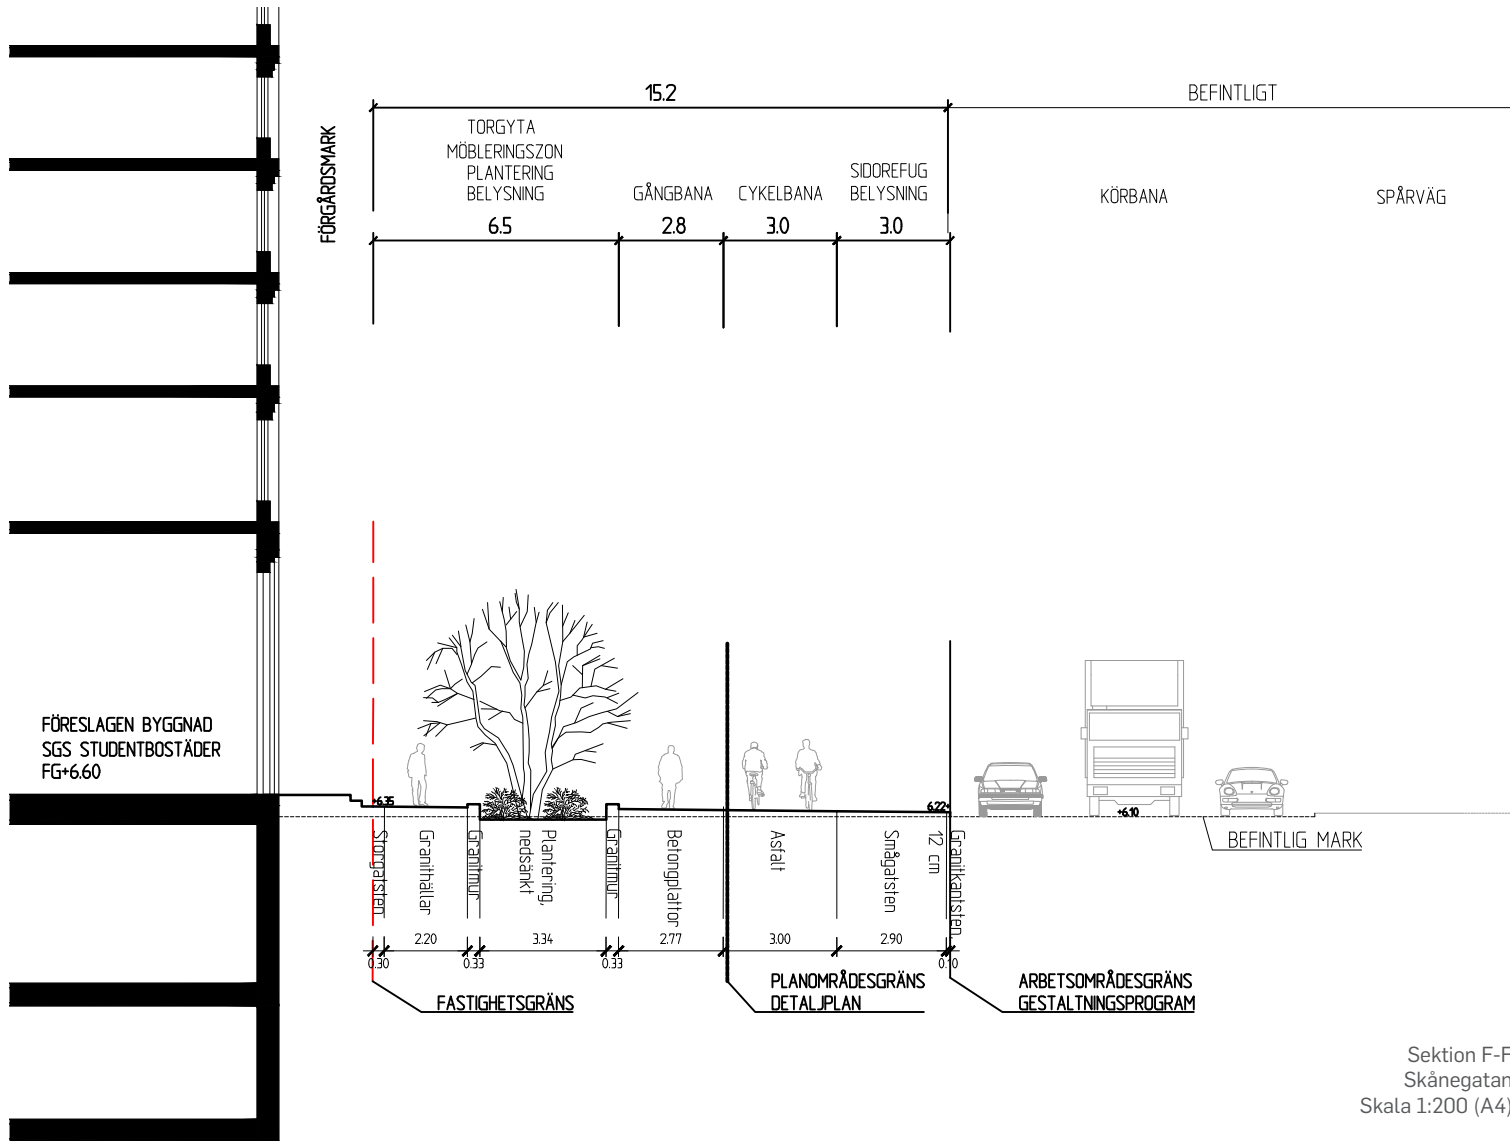 15.2
BEFINTLIGT
FÖRGÅRDSMARK
TORGYTA
MÖBLERINGSZON
PLANTERING
BELYSNING
GÅNGBANA
CYKELBANA
SIDOREFUG
BELYSNING
KÖRBANA
SPÅRVÄG
6.5
2.8
3.0
3.0
FÖRESLAGEN BYGGNAD
SGS STUDENTBOSTÄDER
FG+6.60
+6.35
6.22+
+6.10
BEFINTLIG MARK
Storgatsten
Granithällar
Granitmur
Plantering,
nedsänkt
Granitmur
Betongplattor
Asfalt
Smågatsten
Granitkantsten,
12 cm
0.30
2.20
0.33
3.34
0.33
2.77
3.00
2.90
0.10
FASTIGHETSGRÄNS
PLANOMRÅDESGRÄNS
DETALJPLAN
ARBETSOMRÅDESGRÄNS
GESTALTNINGSPROGRAM
Sektion F-F
Skånegatan
Skala 1:200 (A4)